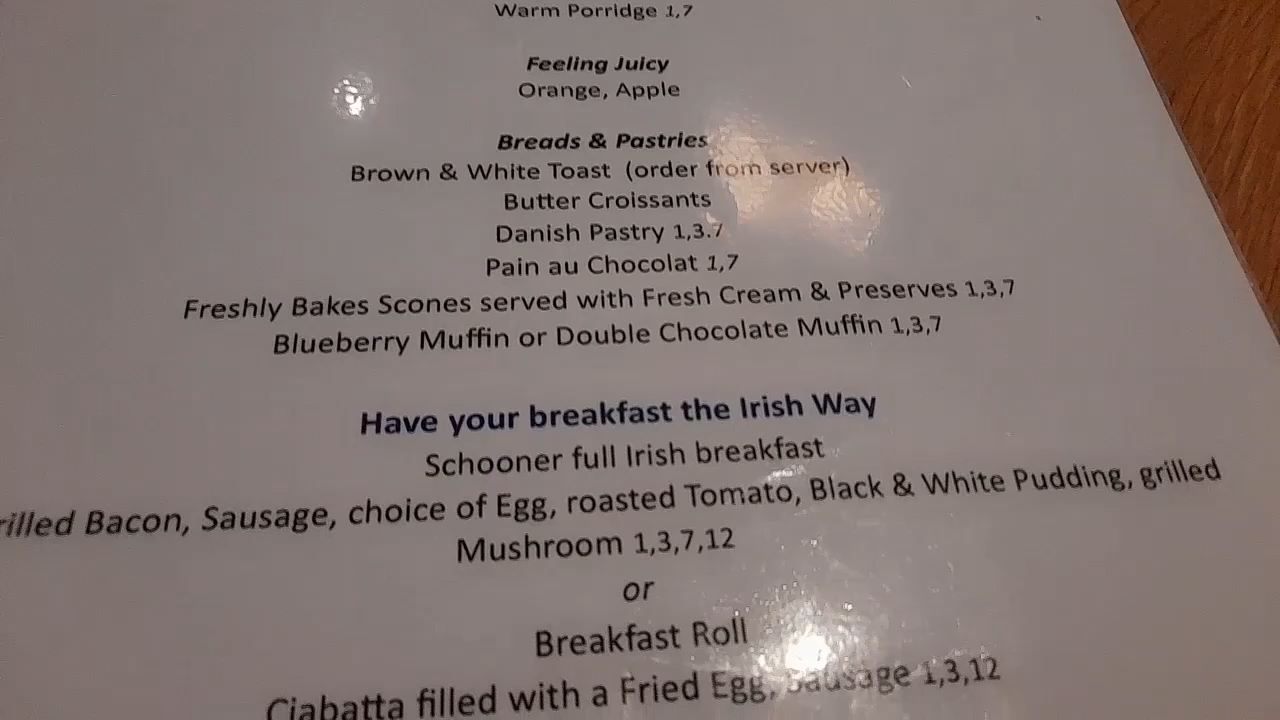 Warm Porridge 1,7
Feeling Juicy
Orange, Apple
Breads & Pastries
Brown & White Toast (order from server)
Butter Croissants
Danish Pastry 1,3.7
Pain au Chocolat 1,7
Freshly Bakes Scones served with Fresh Cream & Preserves 1,3,7
Blueberry Muffin or Double Chocolate Muffin 1,3,7
Have your breakfast the Irish Way
Schooner full Irish breakfast
rilled Bacon, Sausage, choice of Egg, roasted Tomato, Black & White Pudding, grilled
Mushroom 1,3,7,12
or
Breakfast Roll
Ciabatta filled with a Fried Egg, Sausage 1,3,12